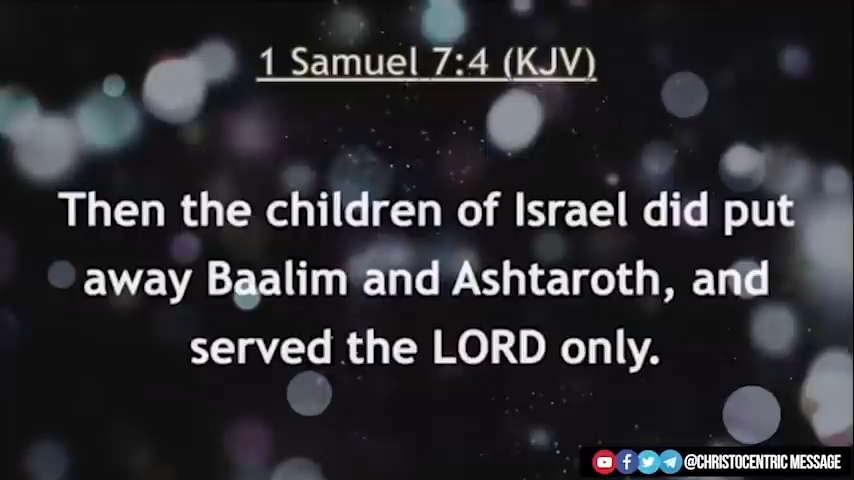 1 Samuel 7:4 (KJV)
Then the children of Israel did put
away Baalim and Ashtaroth, and
served the LORD only.
@CHRISTOCENTRIC MESSAGE